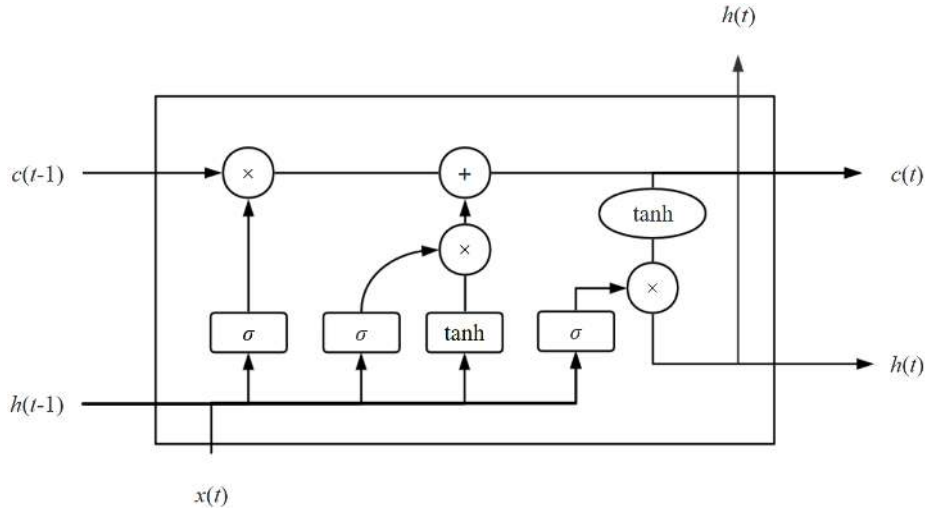 h(t)
c(t-1)
×
+
c(t)
tanh
×
×
σ
σ
tanh
σ
h(t)
h(t-1)
x(t)